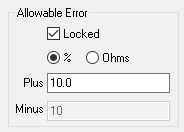 Allowable Error
Locked
% Ohms
Plus 10.0
Minus 10